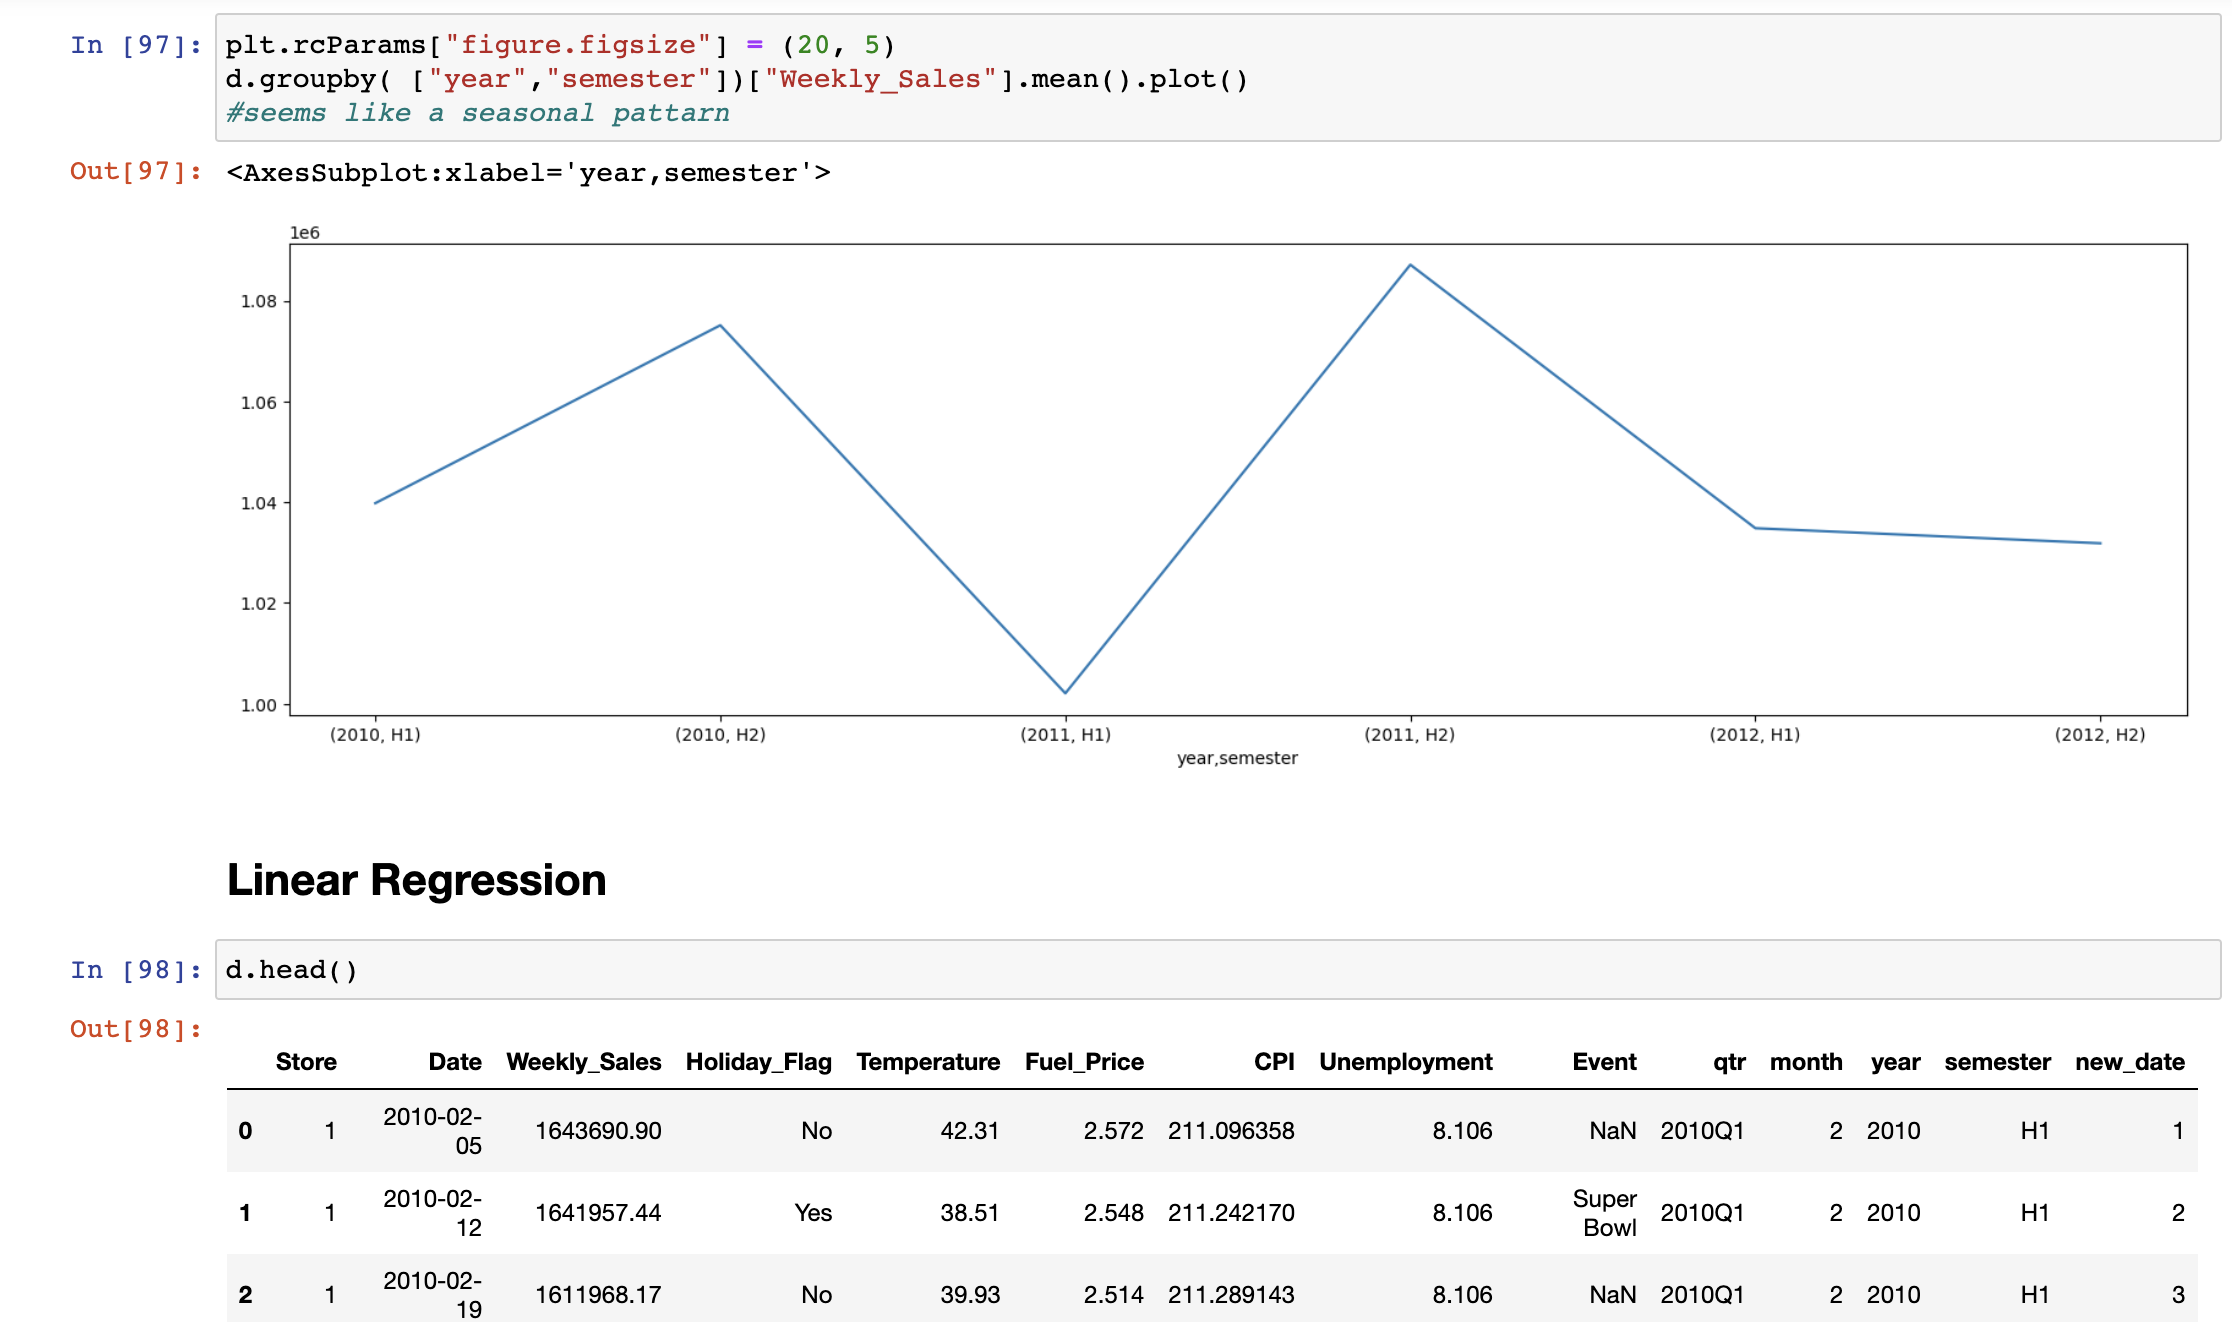 In [97]: plt.rcParams["figure.figsize"] = (20, 5)
d.groupby( ["year","semester"])["Weekly_Sales"].mean().plot()
#seems like a seasonal pattarn
Out[97]: <AxesSubplot:xlabel='year,semester'>
1e6
1.08
1.06
1.04
1.02
1.00
(2010, H1) (2010, H2) (2011, H1) (2011, H2) (2012, H1) (2012, H2)
year,semester
Linear Regression
In [98]: d.head()
Out[98]:
Store Date Weekly_Sales Holiday_Flag Temperature Fuel_Price CPI Unemployment Event qtr month year semester new_date
0 1 2010-02-05 1643690.90 No 42.31 2.572 211.096358 8.106 NaN 2010Q1 2 2010 H1 1
1 1 2010-02-12 1641957.44 Yes 38.51 2.548 211.242170 8.106 Super Bowl 2010Q1 2 2010 H1 2
2 1 2010-02-19 1611968.17 No 39.93 2.514 211.289143 8.106 NaN 2010Q1 2 2010 H1 3